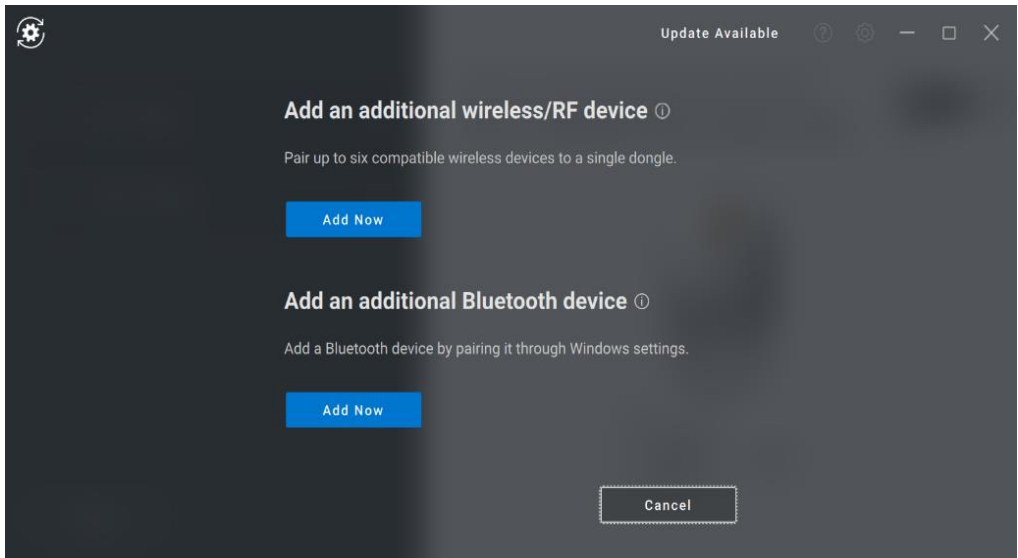 Update Available
Add an additional wireless/RF device
Pair up to six compatible wireless devices to a single dongle.
Add Now
Add an additional Bluetooth device
Add a Bluetooth device by pairing it through Windows settings.
Add Now
Cancel